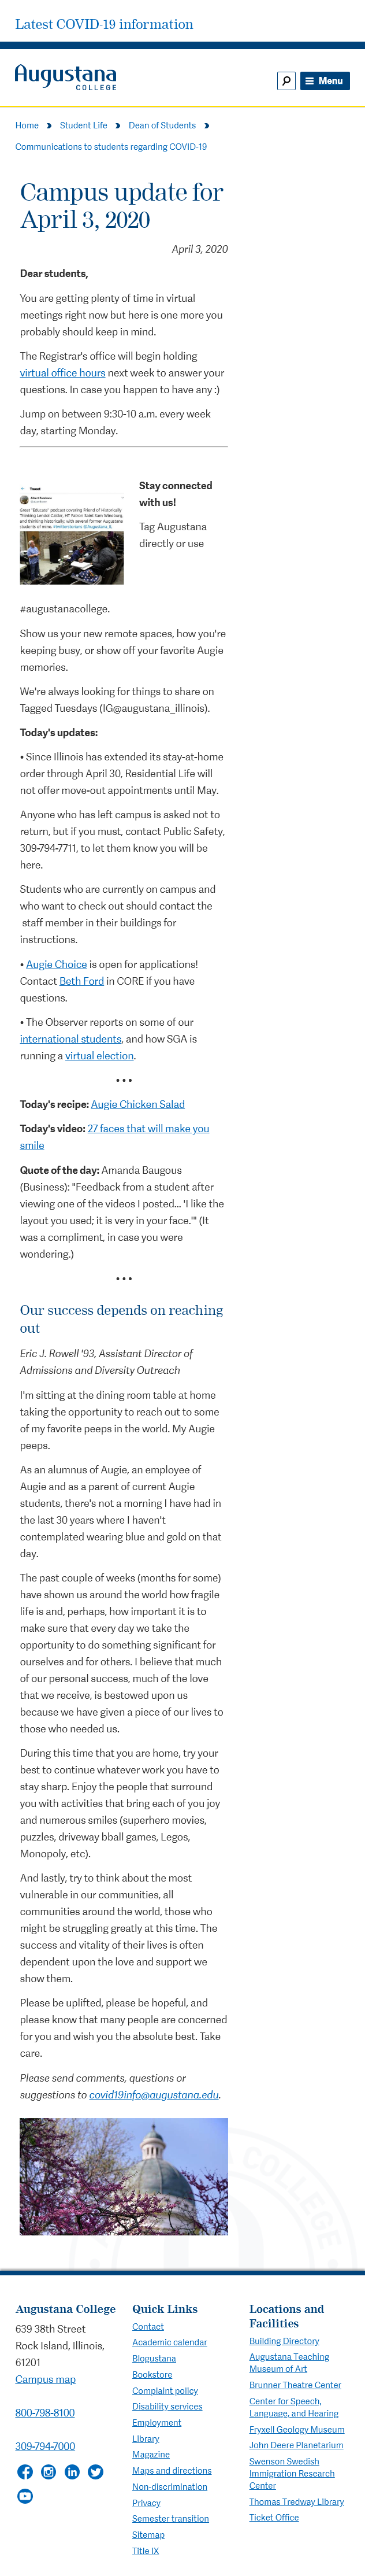 Latest COVID-19 information
Augustana
COLLEGE
Menu
Home
Student Life
Dean of Students
Communications to students regarding COVID-19
Campus update for
April 3, 2020
April 3, 2020
Dear students,
You are getting plenty of time in virtual
meetings right now but here is one more you
probably should keep in mind.
The Registrar's office will begin holding
virtual office hours next week to answer your
questions. In case you happen to have any :)
Jump on between 9:30-10 a.m. every week
day, starting Monday.
Tweet
Great "Educate" podcast covering friend of Historically
Thinking Center City, HT Patron Saint Sam Wineburg
and thinking historically, with several former Augustana
students.
Stay connected
with us!
Tag Augustana
directly or use
#augustanacollege.
Show us your new remote spaces, how you're
keeping busy, or show off your favorite Augie
memories.
We're always looking for things to share on
Tagged Tuesdays (IG@augustana_illinois).
Today's updates:
• Since Illinois has extended its stay-at-home
order through April 30, Residential Life will
not offer move-out appointments until May.
Anyone who has left campus is asked not to
return, but if you must, contact Public Safety,
309-794-7711, to let them know you will be
here.
Students who are currently on campus and
who want to check out should contact the
staff member in their buildings for
instructions.
• Augie Choice is open for applications!
Contact Beth Ford in CORE if you have
questions.
• The Observer reports on some of our
international students, and how SGA is
running a virtual election.
• • •
Today's recipe: Augie Chicken Salad
Today's video: 27 faces that will make you
smile
Quote of the day: Amanda Baugous
(Business): "Feedback from a student after
viewing one of the videos I posted... 'I like the
layout you used; it is very in your face.'" (It
was a compliment, in case you were
wondering.)
• • •
Our success depends on reaching
out
Eric J. Rowell '93, Assistant Director of
Admissions and Diversity Outreach
I'm sitting at the dining room table at home
taking the opportunity to reach out to some
of my favorite peeps in the world. My Augie
peeps.
As an alumnus of Augie, an employee of
Augie and as a parent of current Augie
students, there's not a morning I have had in
the last 30 years where I haven't
contemplated wearing blue and gold on that
day.
The past couple of weeks (months for some)
have shown us around the world how fragile
life is and, perhaps, how important it is to
make sure that every day we take the
opportunity to do something significant for
ourselves and for others. I believe that much
of our personal success, much of the love
that we receive, is bestowed upon us
because we have given a piece of our lives to
those who needed us.
During this time that you are home, try your
best to continue whatever you need to stay
stay sharp. Enjoy the people that surround
with activities that bring each of you joy
and numbing smiles (superhero movies,
puzzles, driveway bball games, Legos,
Monopoly, etc).
And lastly, try to think about the most
vulnerable in our communities, all
communities around the world, those who
might be struggling greatly at this time. The
success and vitality of their lives is often
dependent upon the love and support we
show them.
Please be uplifted, please be hopeful, and
please know that many people are concerned
for you and wish you the absolute best. Take
care.
Please send comments, questions or
suggestions to covid19info@augustana.edu.
Augustana College
639 38th Street
Rock Island, Illinois,
61201
Campus map
800-798-8100
309-794-7000
Quick Links
Contact
Academic calendar
Blogustana
Bookstore
Complaint policy
Disability services
Employment
Library
Magazine
Maps and directions
Non-discrimination
Privacy
Semester transition
Sitemap
Title IX
Locations and
Facilities
Building Directory
Augustana Teaching
Museum of Art
Brunner Theatre Center
Center for Speech,
Language, and Hearing
Fryxell Geology Museum
John Deere Planetarium
Swenson Swedish
Immigration Research
Center
Thomas Tredway Library
Ticket Office